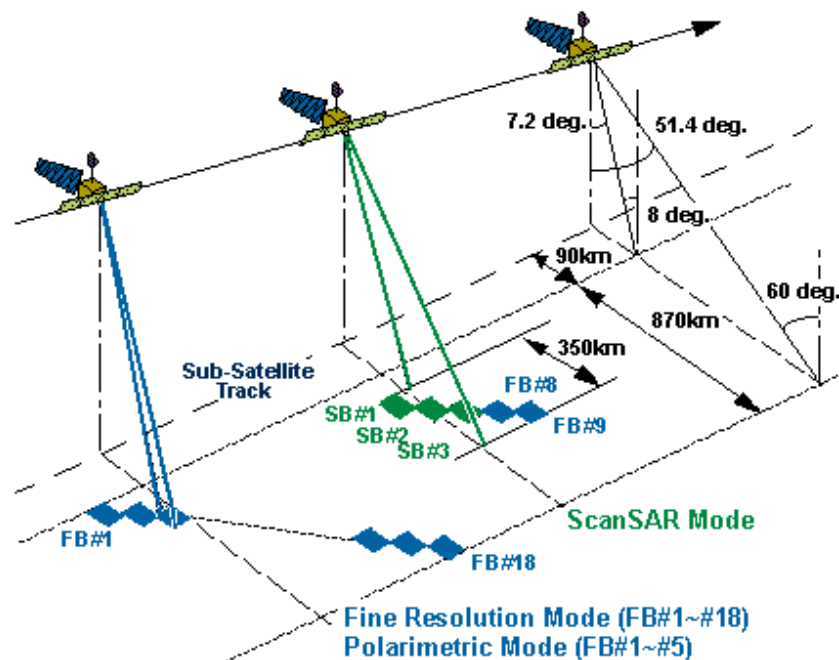 7.2 deg.
51.4 deg.
8 deg.
90km
60 deg.
870km
350km
Sub-Satellite
Track
FB#8
SB#1
FB#9
SB#2
SB#3
ScanSAR Mode
FB#1
FB#18
Fine Resolution Mode (FB#1~#18)
Polarimetric Mode (FB#1~#5)